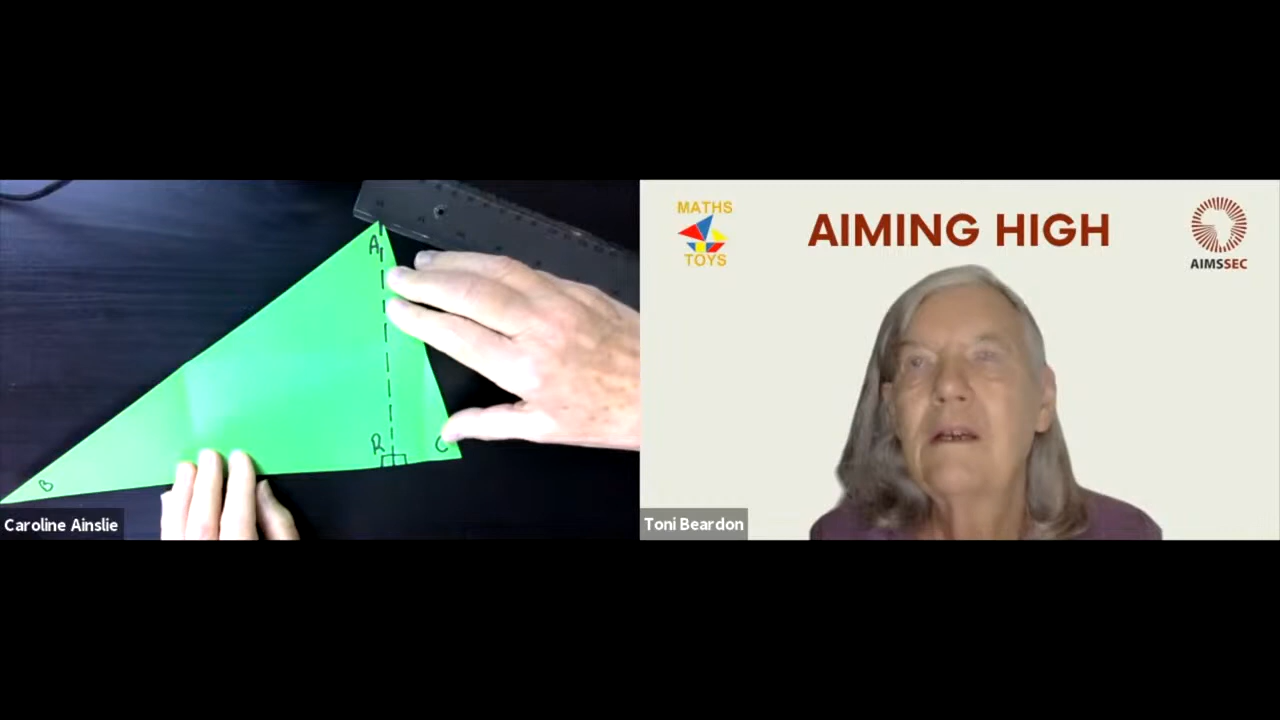 A
R
C
B
Caroline Ainslie
MATHS
TOYS
AIMING HIGH
AIMSSEC
Toni Beardon